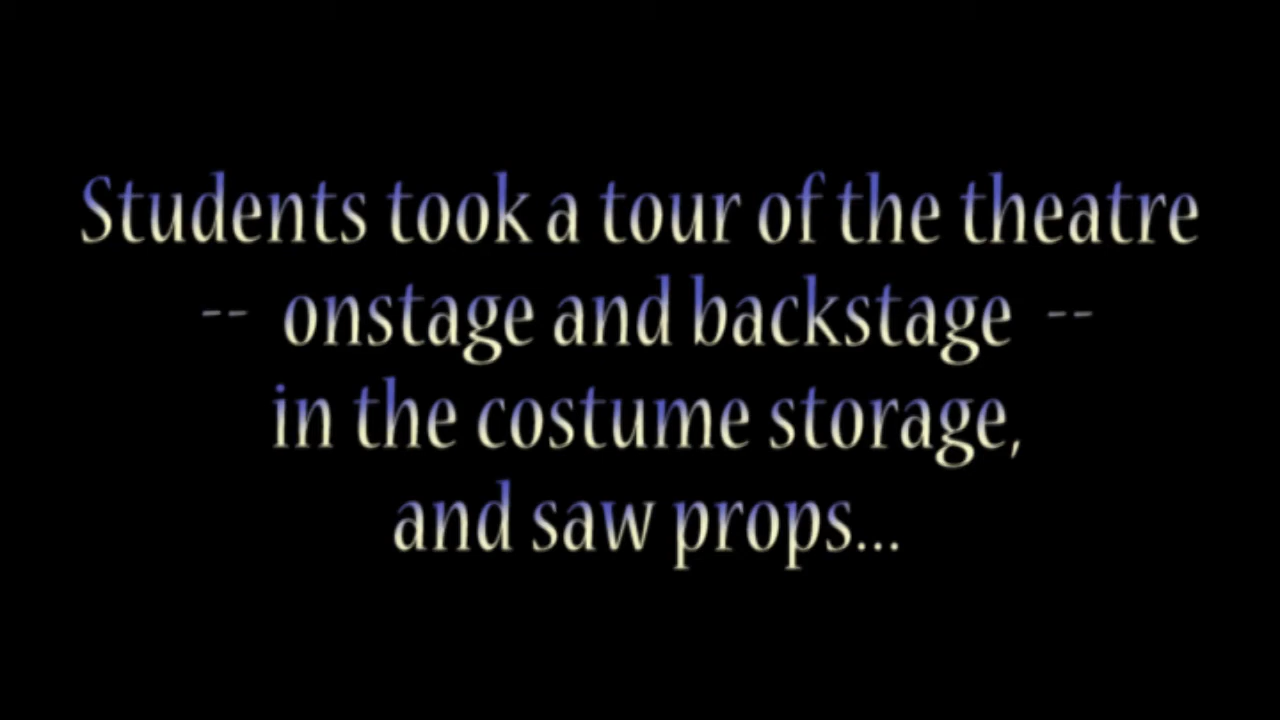 Students took a tour of the theatre
-- onstage and backstage --
in the costume storage,
and saw props...